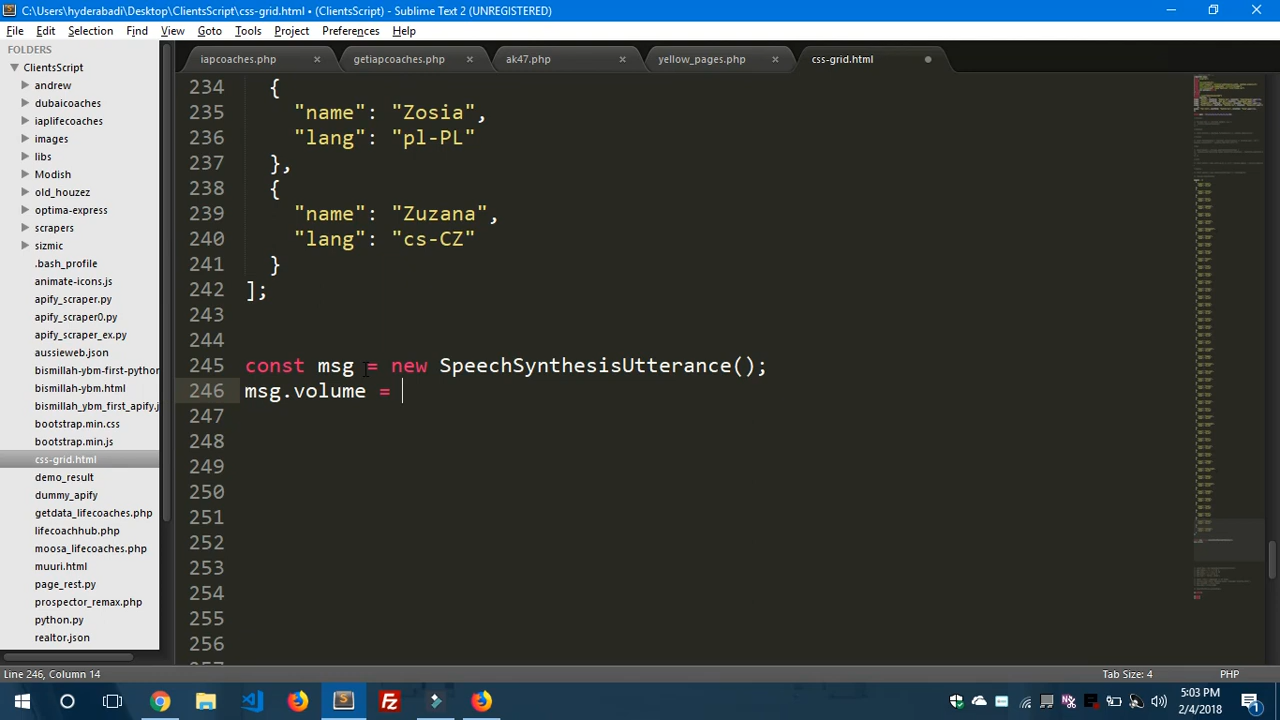 C:\Users\hyderabadi\Desktop\ClientsScript\css-grid.html • (ClientsScript) - Sublime Text 2 (UNREGISTERED)
File Edit Selection Find View Goto Tools Project Preferences Help
FOLDERS
ClientsScript
andrew
dubaicoaches
iaplifecoaches
images
libs
Modish
old_houzez
optima-express
scrapers
sizmic
.bash_profile
animate-icons.js
apify_scraper.py
apify_scraper0.py
apify_scraper_ex.py
aussieweb.json
bismillah-ybm-first-python
bismillah-ybm.html
bismillah_ybm_first_apify.j
bootstrap.min.css
bootstrap.min.js
css-grid.html
demo_result
dummy_apify
getdata_lifecoaches.php
lifecoachhub.php
moosa_lifecoaches.php
muuri.html
page_rest.py
prospector_remax.php
python.py
realtor.json
iapcoaches.php × getiapcoaches.php × ak47.php × yellow_pages.php × css-grid.html
234 {
235 "name": "Zosia",
236 "lang": "pl-PL"
237 },
238 {
239 "name": "Zuzana",
240 "lang": "cs-CZ"
241 }
242 ];
243
244
245 const msg = new SpeechSynthesisUtterance();
246 msg.volume =
247
248
249
250
251
252
253
254
255
256
Line 246, Column 14 Tab Size: 4 PHP
5:03 PM
2/4/2018